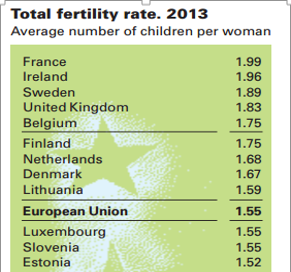 Total fertility rate. 2013
Average number of children per woman
France 1.99
Ireland 1.96
Sweden 1.89
United Kingdom 1.83
Belgium 1.75
Finland 1.75
Netherlands 1.68
Denmark 1.67
Lithuania 1.59
European Union 1.55
Luxembourg 1.55
Slovenia 1.55
Estonia 1.52